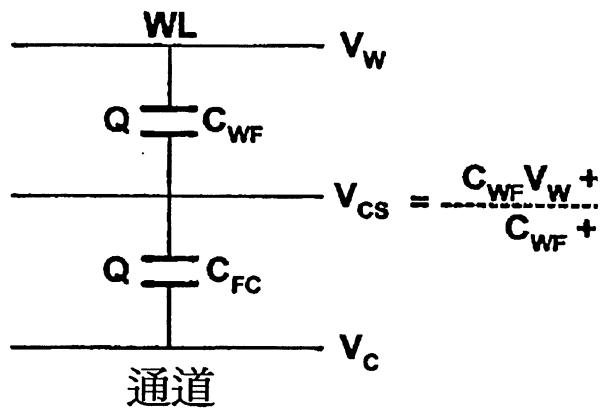 WL
V_W
Q C_WF
V_CS = C_WF V_W + / C_WF +
Q C_FC
V_C
通道